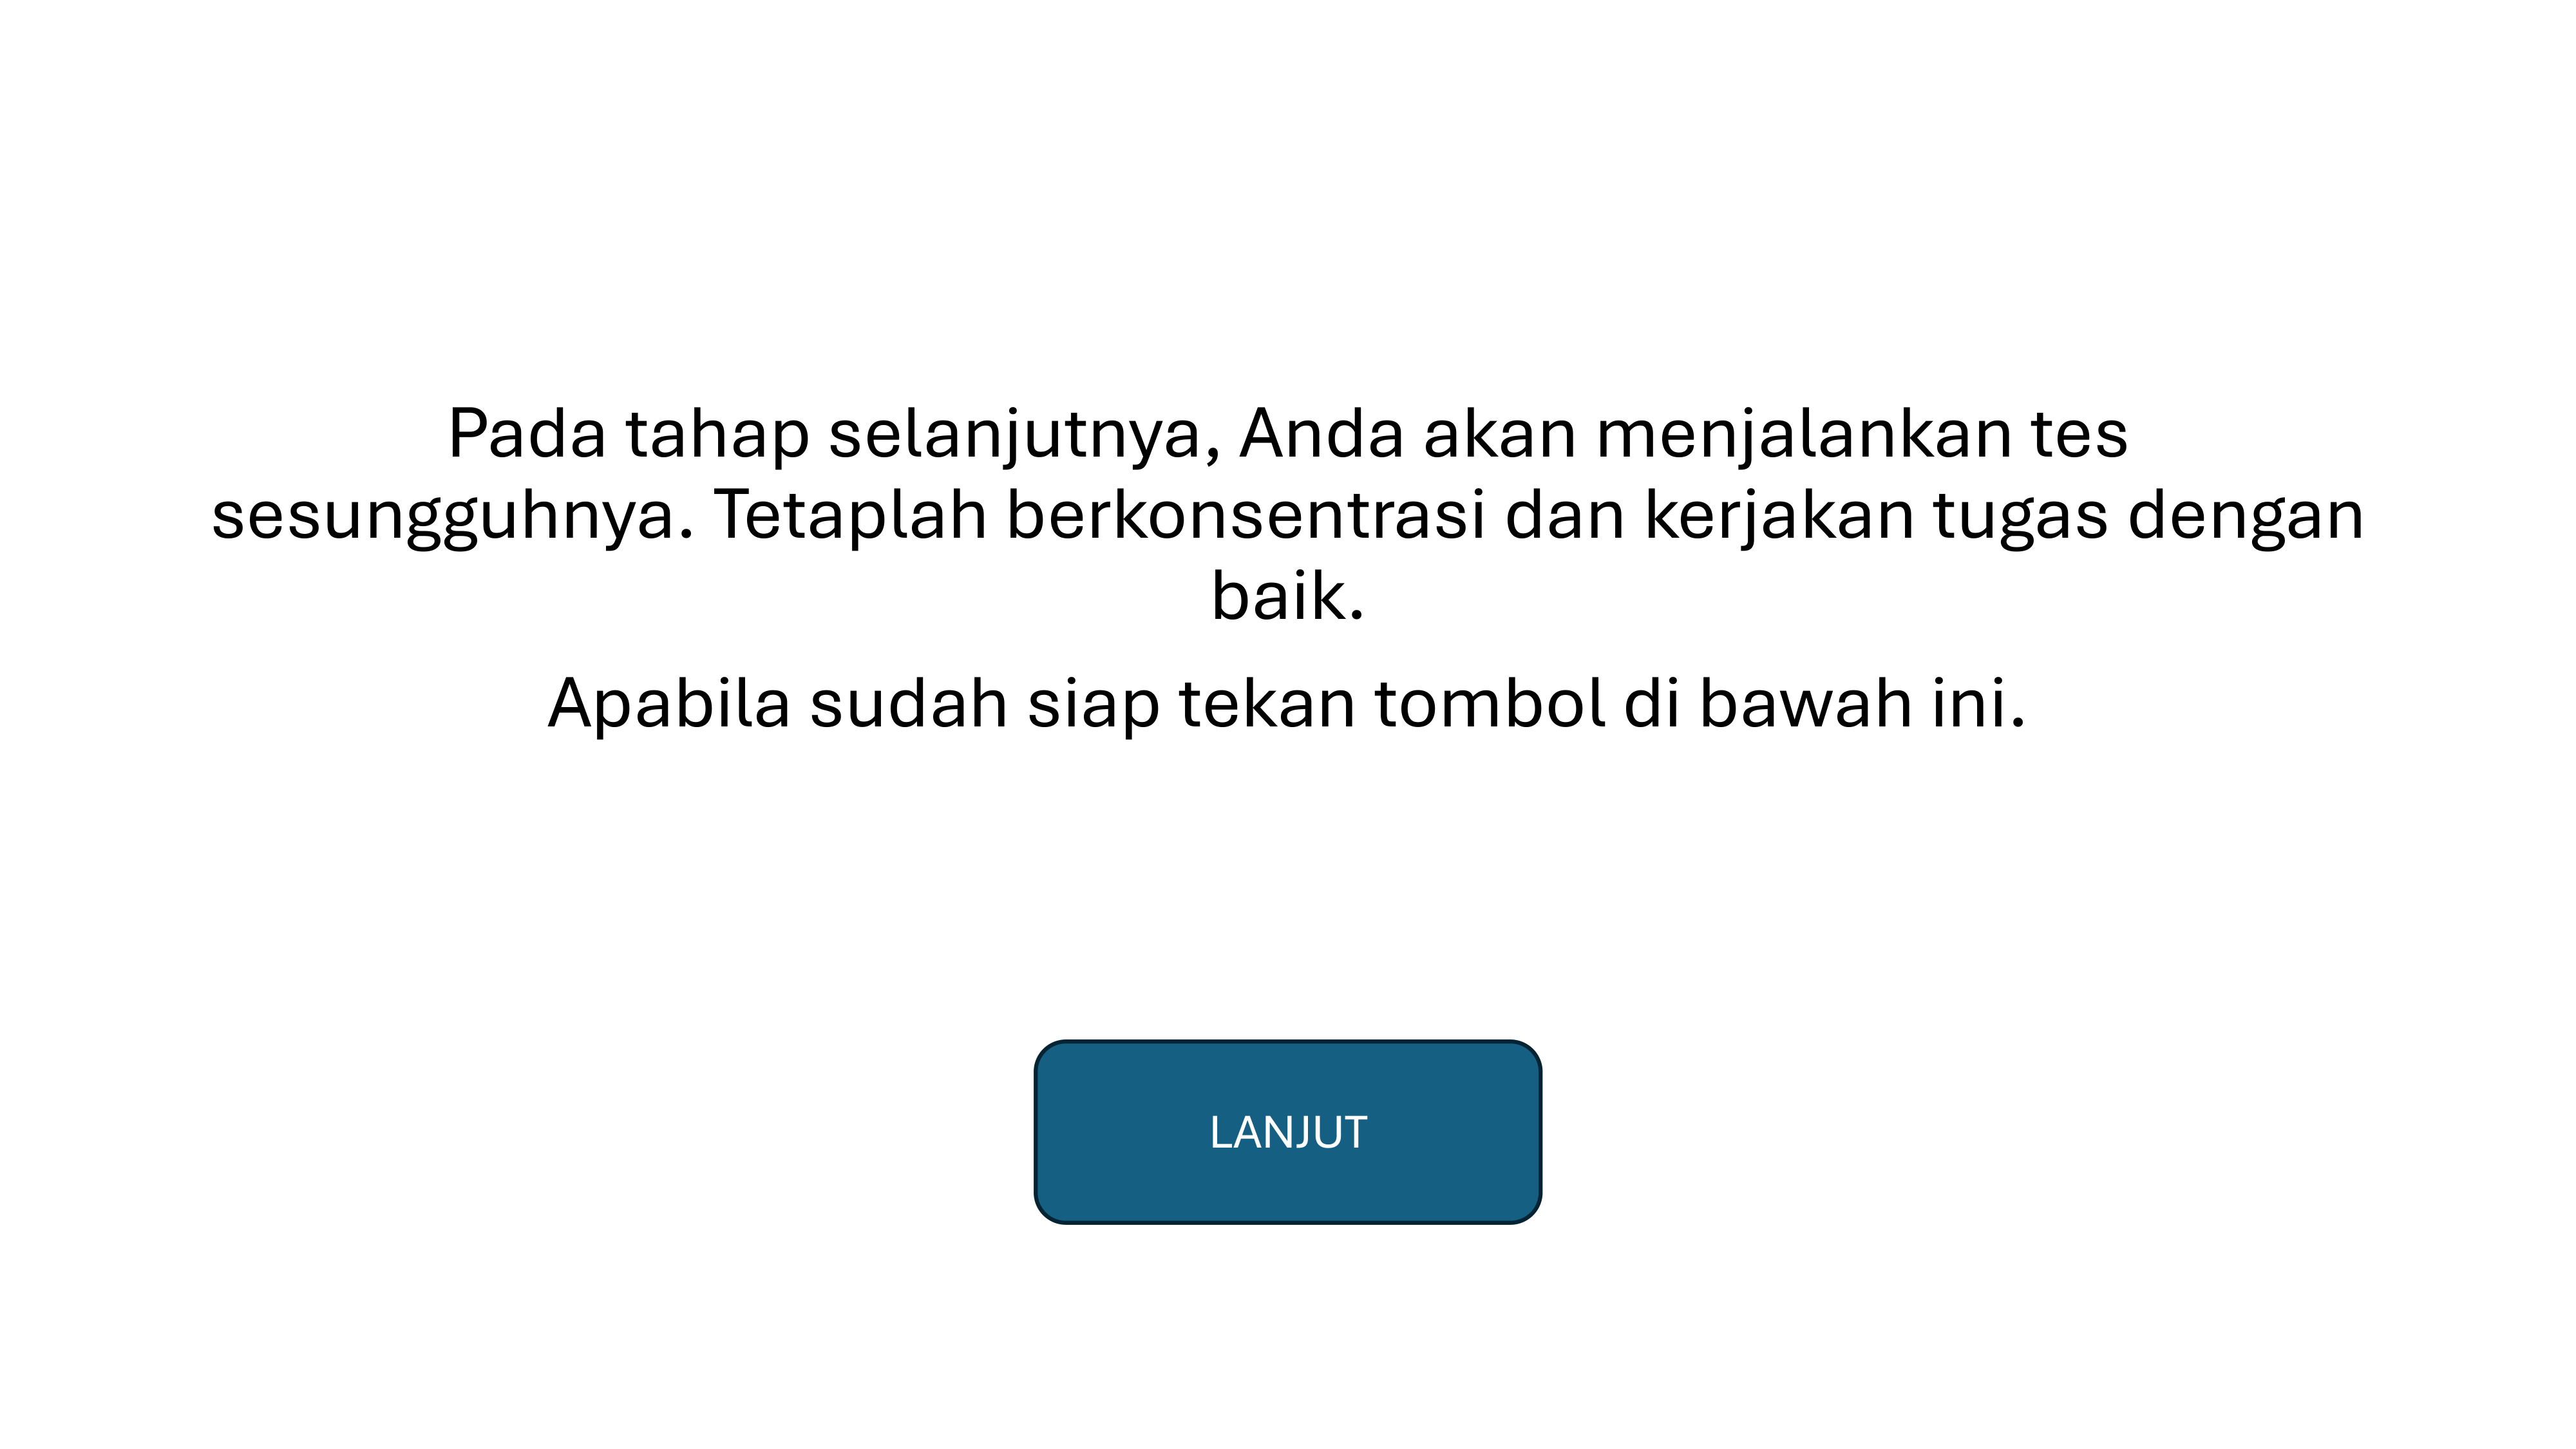 Pada tahap selanjutnya, Anda akan menjalankan tes
sesungguhnya. Tetaplah berkonsentrasi dan kerjakan tugas dengan
baik.
Apabila sudah siap tekan tombol di bawah ini.
LANJUT